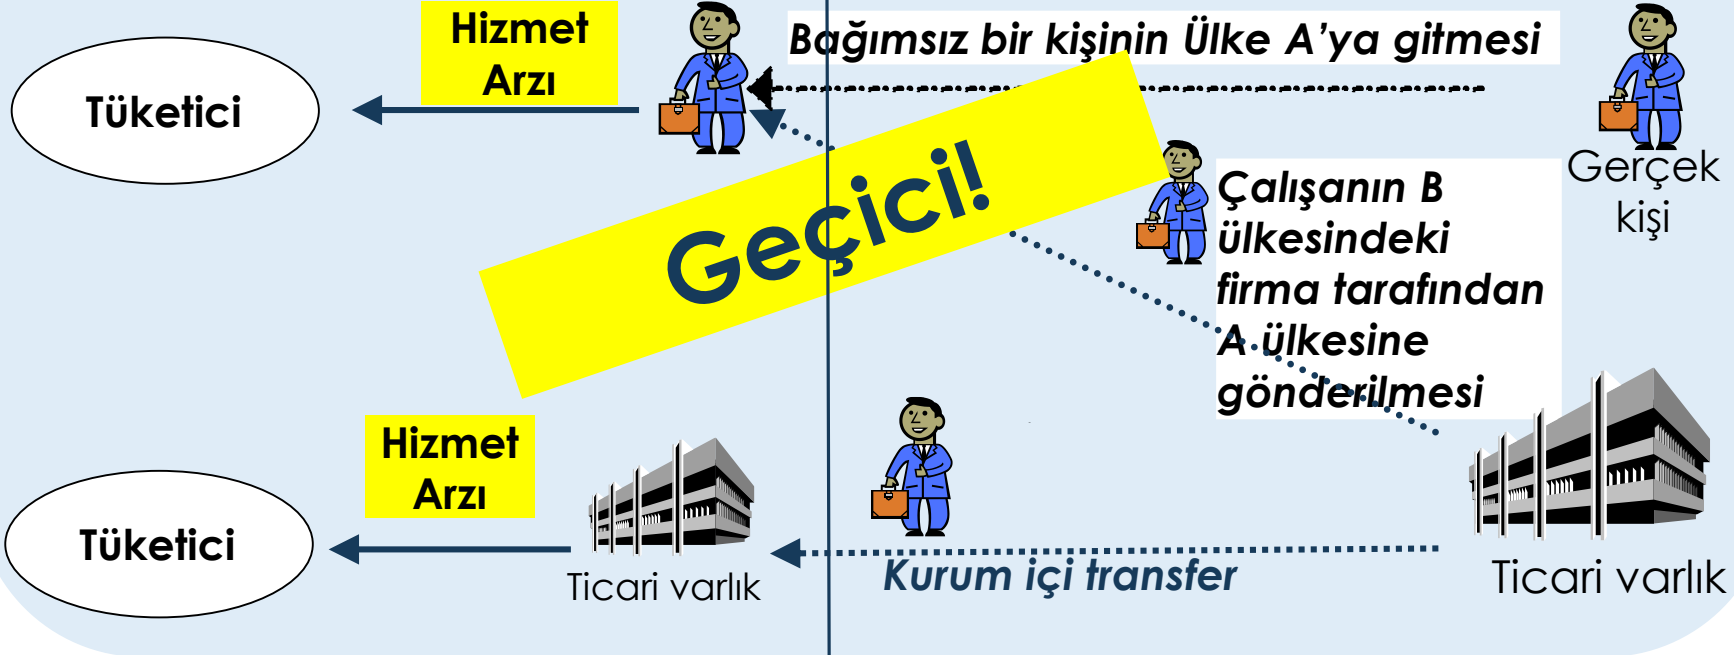 Hizmet
Arzı
Bağımsız bir kişinin Ülke A’ya gitmesi
Tüketici
Gerçek
kişi
Geçici!
Çalışanın B
ülkesindeki
firma tarafından
A ülkesine
gönderilmesi
Hizmet
Arzı
Tüketici
Ticari varlık
Kurum içi transfer
Ticari varlık